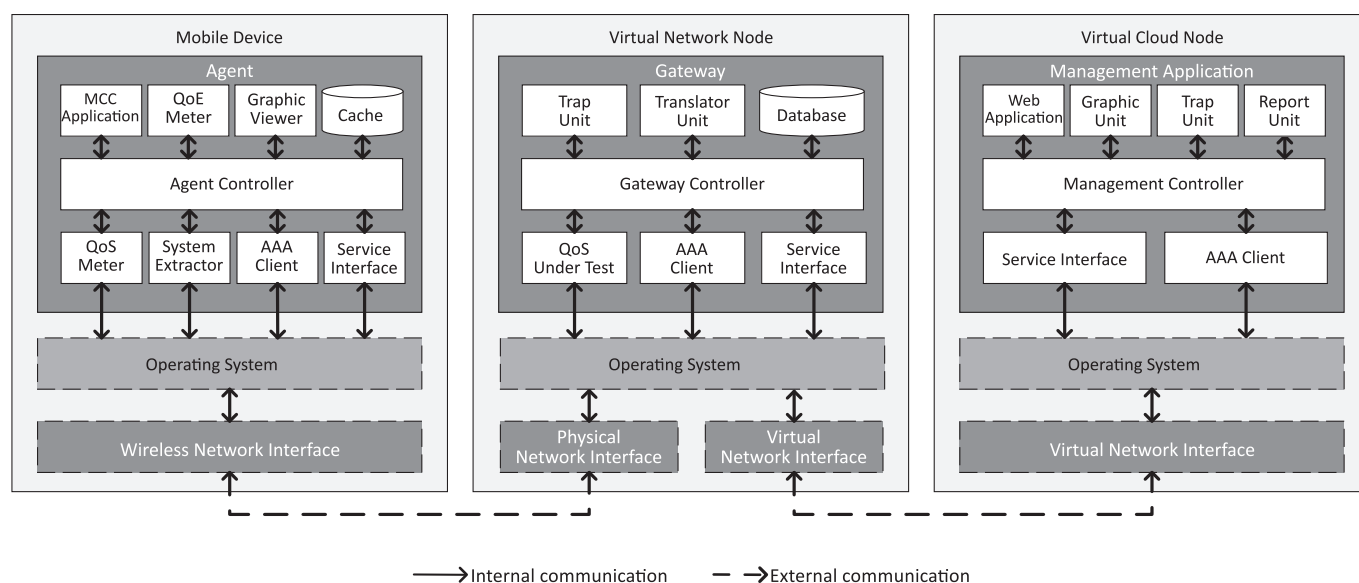 Mobile Device
Agent
MCC
Application
QoE
Meter
Graphic
Viewer
Cache
Agent Controller
QoS
Meter
System
Extractor
AAA
Client
Service
Interface
Operating System
Wireless Network Interface
Virtual Network Node
Gateway
Trap
Unit
Translator
Unit
Database
Gateway Controller
QoS
Under Test
AAA
Client
Service
Interface
Operating System
Physical
Network Interface
Virtual
Network Interface
Virtual Cloud Node
Management Application
Web
Application
Graphic
Unit
Trap
Unit
Report
Unit
Management Controller
Service Interface
AAA Client
Operating System
Virtual Network Interface
Internal communication
External communication